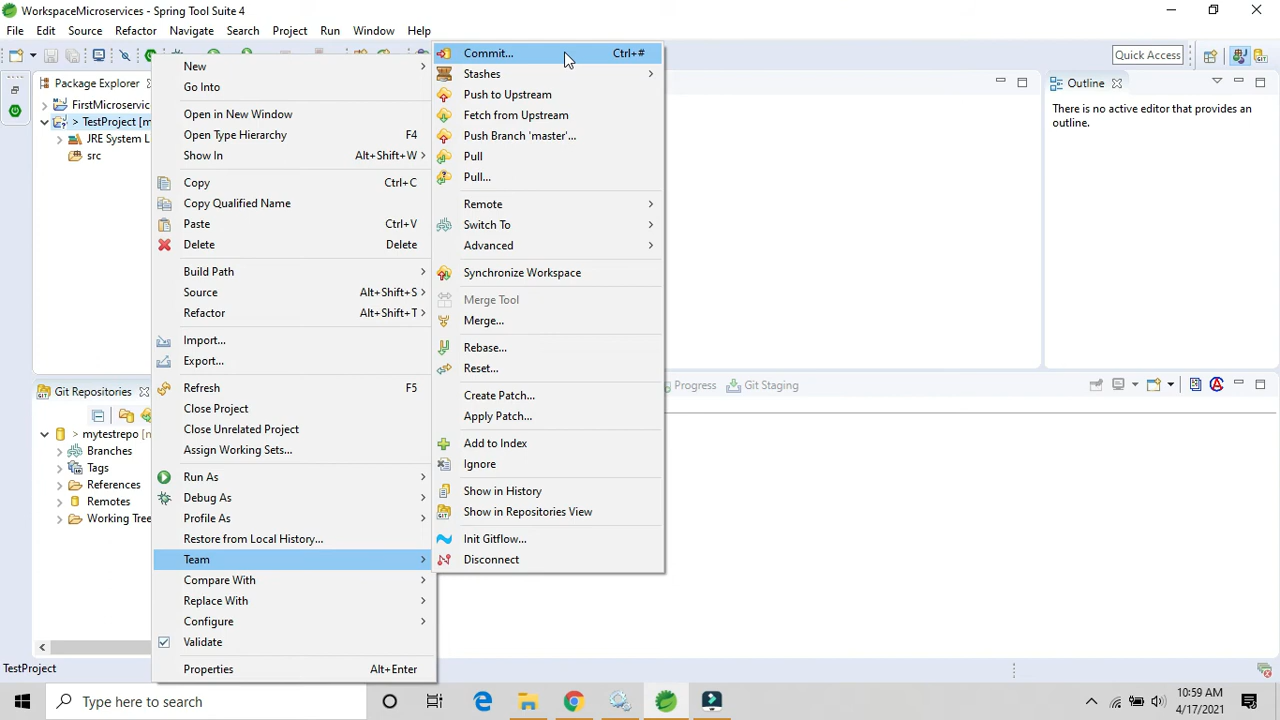 WorkspaceMicroservices - Spring Tool Suite 4
File Edit Source Refactor Navigate Search Project Run Window Help
Quick Access
Package Explorer
FirstMicroservic
> TestProject [m
JRE System L
src
New
Go Into
Open in New Window
Open Type Hierarchy F4
Show In Alt+Shift+W >
Copy Ctrl+C
Copy Qualified Name
Paste Ctrl+V
Delete Delete
Build Path
Source Alt+Shift+S >
Refactor Alt+Shift+T >
Import...
Export...
Refresh F5
Close Project
Close Unrelated Project
Assign Working Sets...
Run As
Debug As
Profile As
Restore from Local History...
Team
Compare With
Replace With
Configure
Validate
Properties Alt+Enter
Commit... Ctrl+#
Stashes
Push to Upstream
Fetch from Upstream
Push Branch 'master'...
Pull
Pull...
Remote
Switch To
Advanced
Synchronize Workspace
Merge Tool
Merge...
Rebase...
Reset...
Create Patch...
Apply Patch...
Add to Index
Ignore
Show in History
Show in Repositories View
Init Gitflow...
Disconnect
Outline
There is no active editor that provides an
outline.
Git Repositories
> mytestrepo [n
Branches
Tags
References
Remotes
Working Tree
Progress Git Staging
TestProject
Type here to search
10:59 AM
4/17/2021